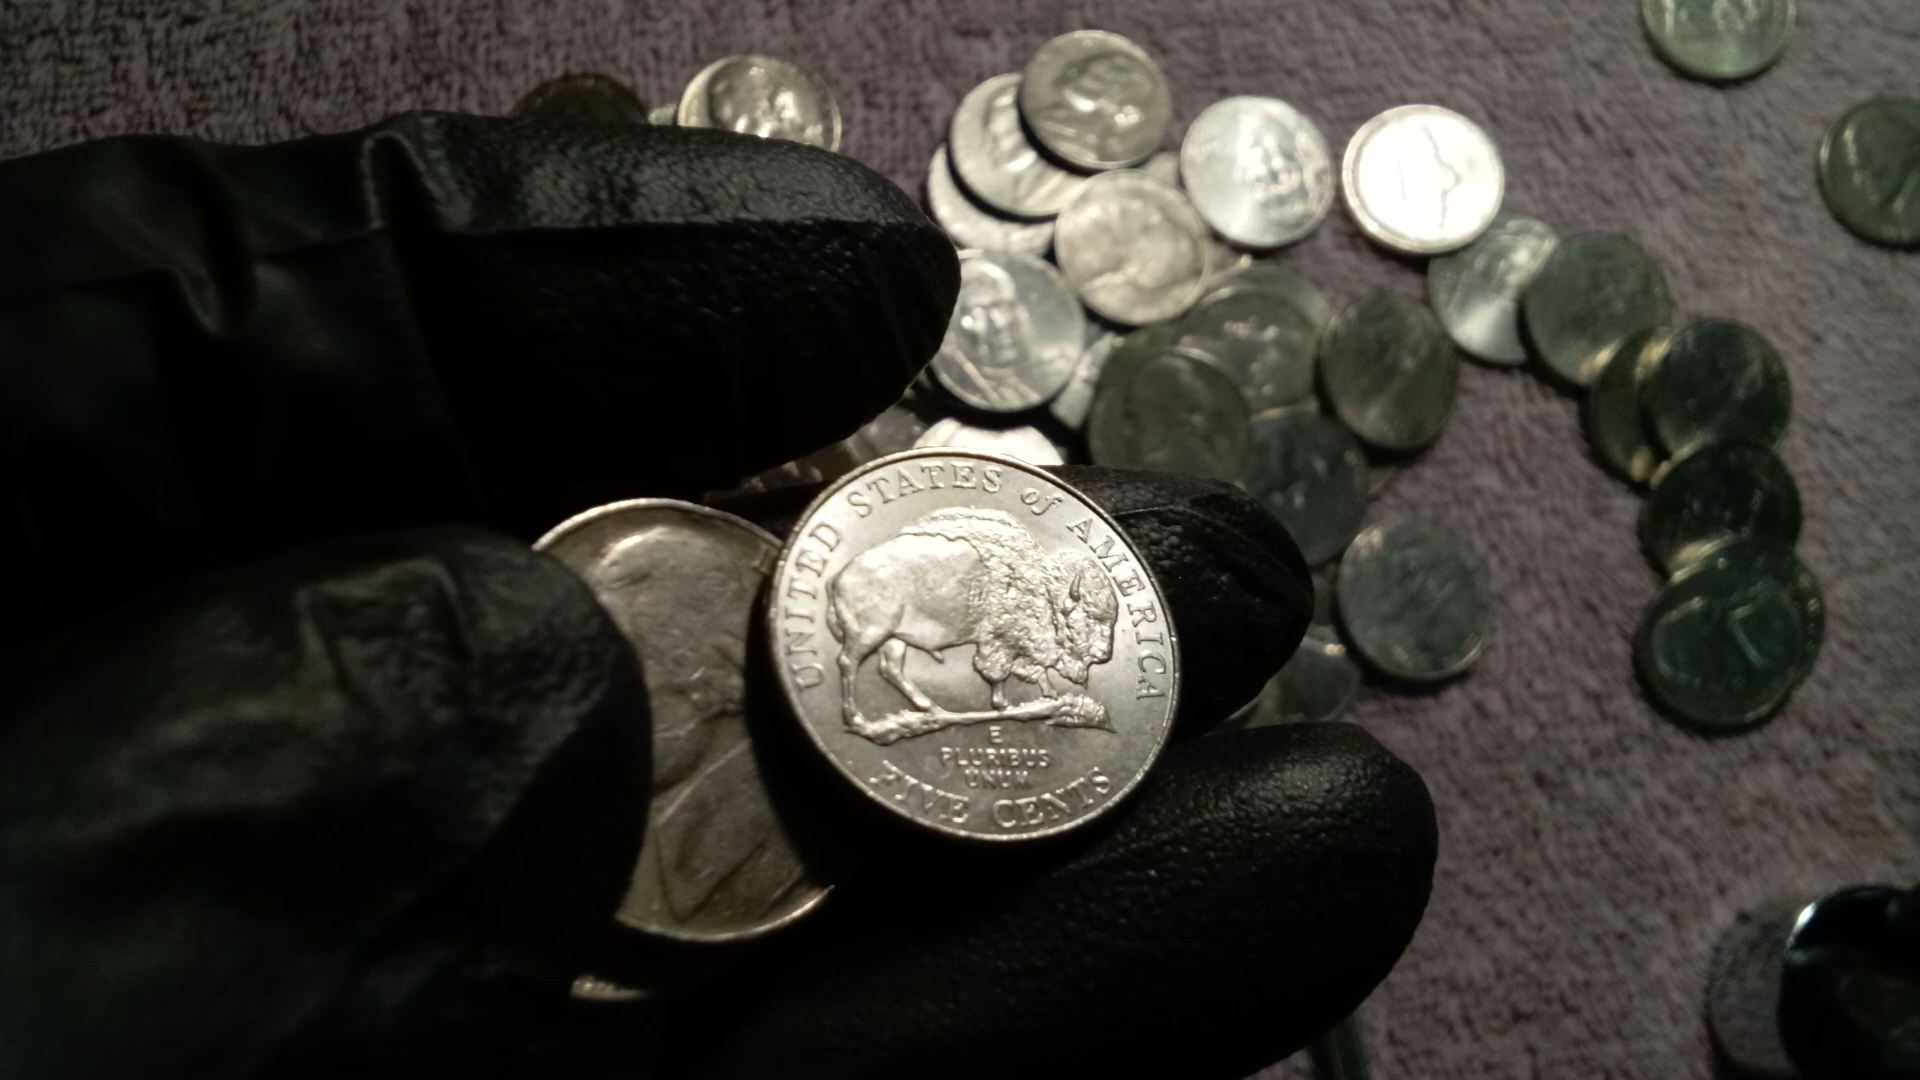 UNITED STATES of AMERICA
E
PLURIBUS
UNUM
FIVE CENTS